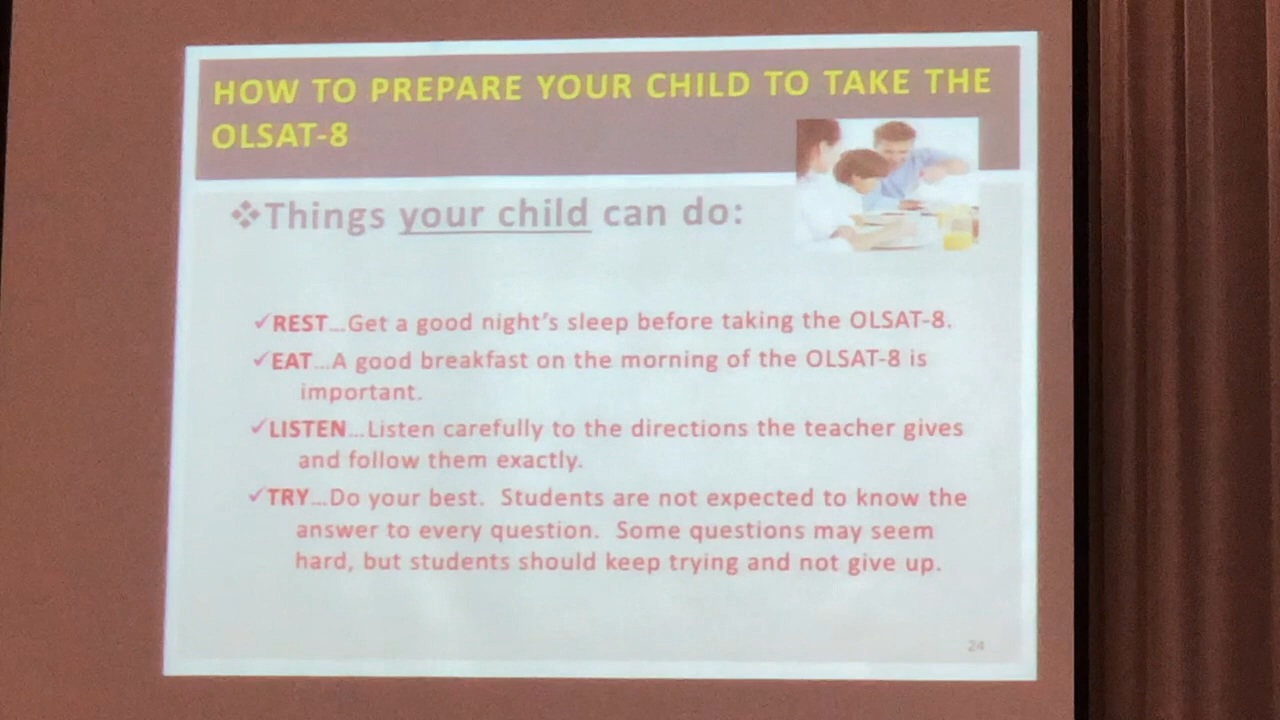 HOW TO PREPARE YOUR CHILD TO TAKE THE
OLSAT-8
❖Things your child can do:
✓REST…Get a good night's sleep before taking the OLSAT-8.
✓EAT…A good breakfast on the morning of the OLSAT-8 is
important.
✓LISTEN…Listen carefully to the directions the teacher gives
and follow them exactly.
✓TRY…Do your best.  Students are not expected to know the
answer to every question.  Some questions may seem
hard, but students should keep trying and not give up.
24